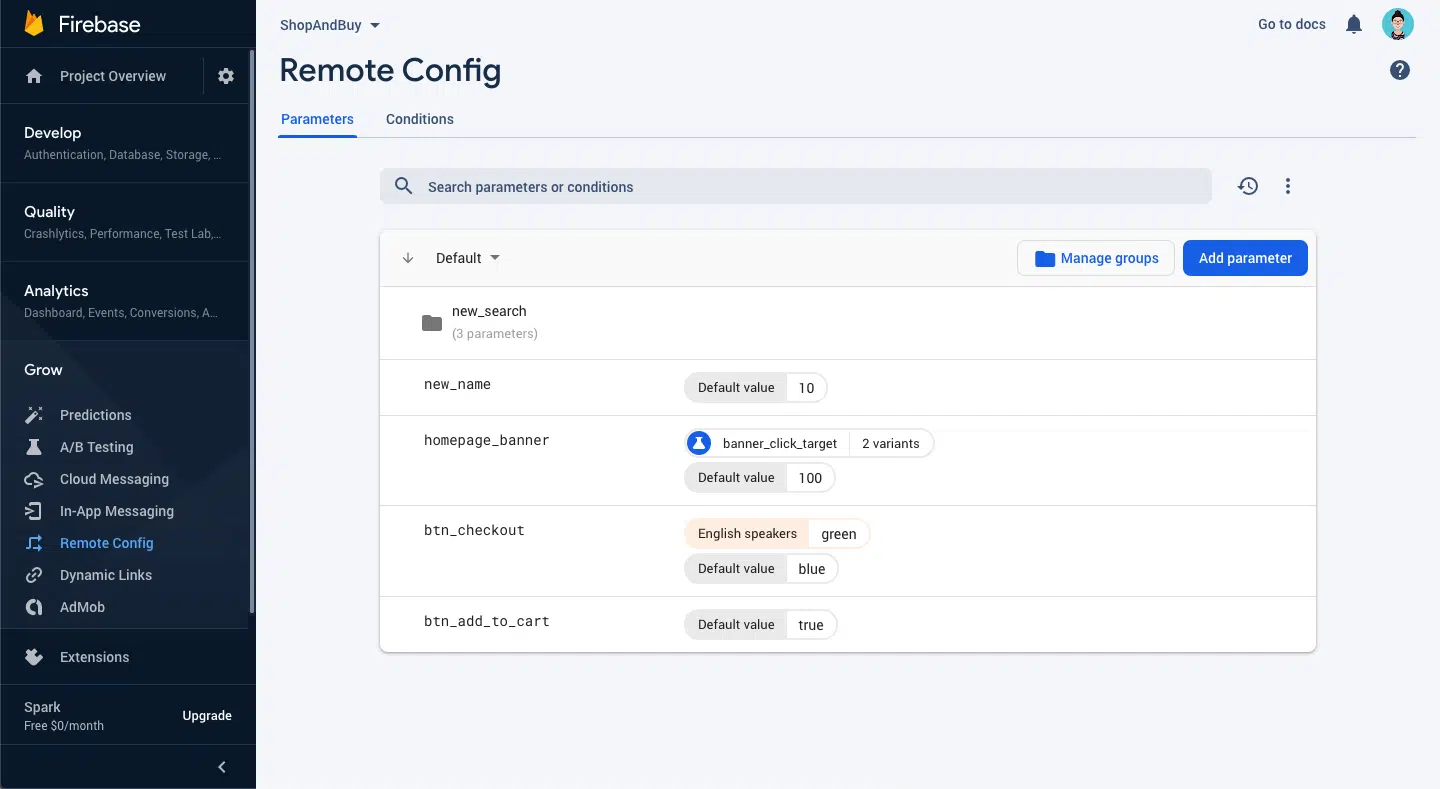 Firebase
Project Overview
Develop
Authentication, Database, Storage, ...
Quality
Crashlytics, Performance, Test Lab,...
Analytics
Dashboard, Events, Conversions, A...
Grow
Predictions
A/B Testing
Cloud Messaging
In-App Messaging
Remote Config
Dynamic Links
AdMob
Extensions
Spark
Free $0/month
Upgrade
ShopAndBuy
Go to docs
Remote Config
Parameters Conditions
Search parameters or conditions
Default
Manage groups
Add parameter
new_search
(3 parameters)
new_name Default value 10
homepage_banner banner_click_target 2 variants
Default value 100
btn_checkout English speakers green
Default value blue
btn_add_to_cart Default value true